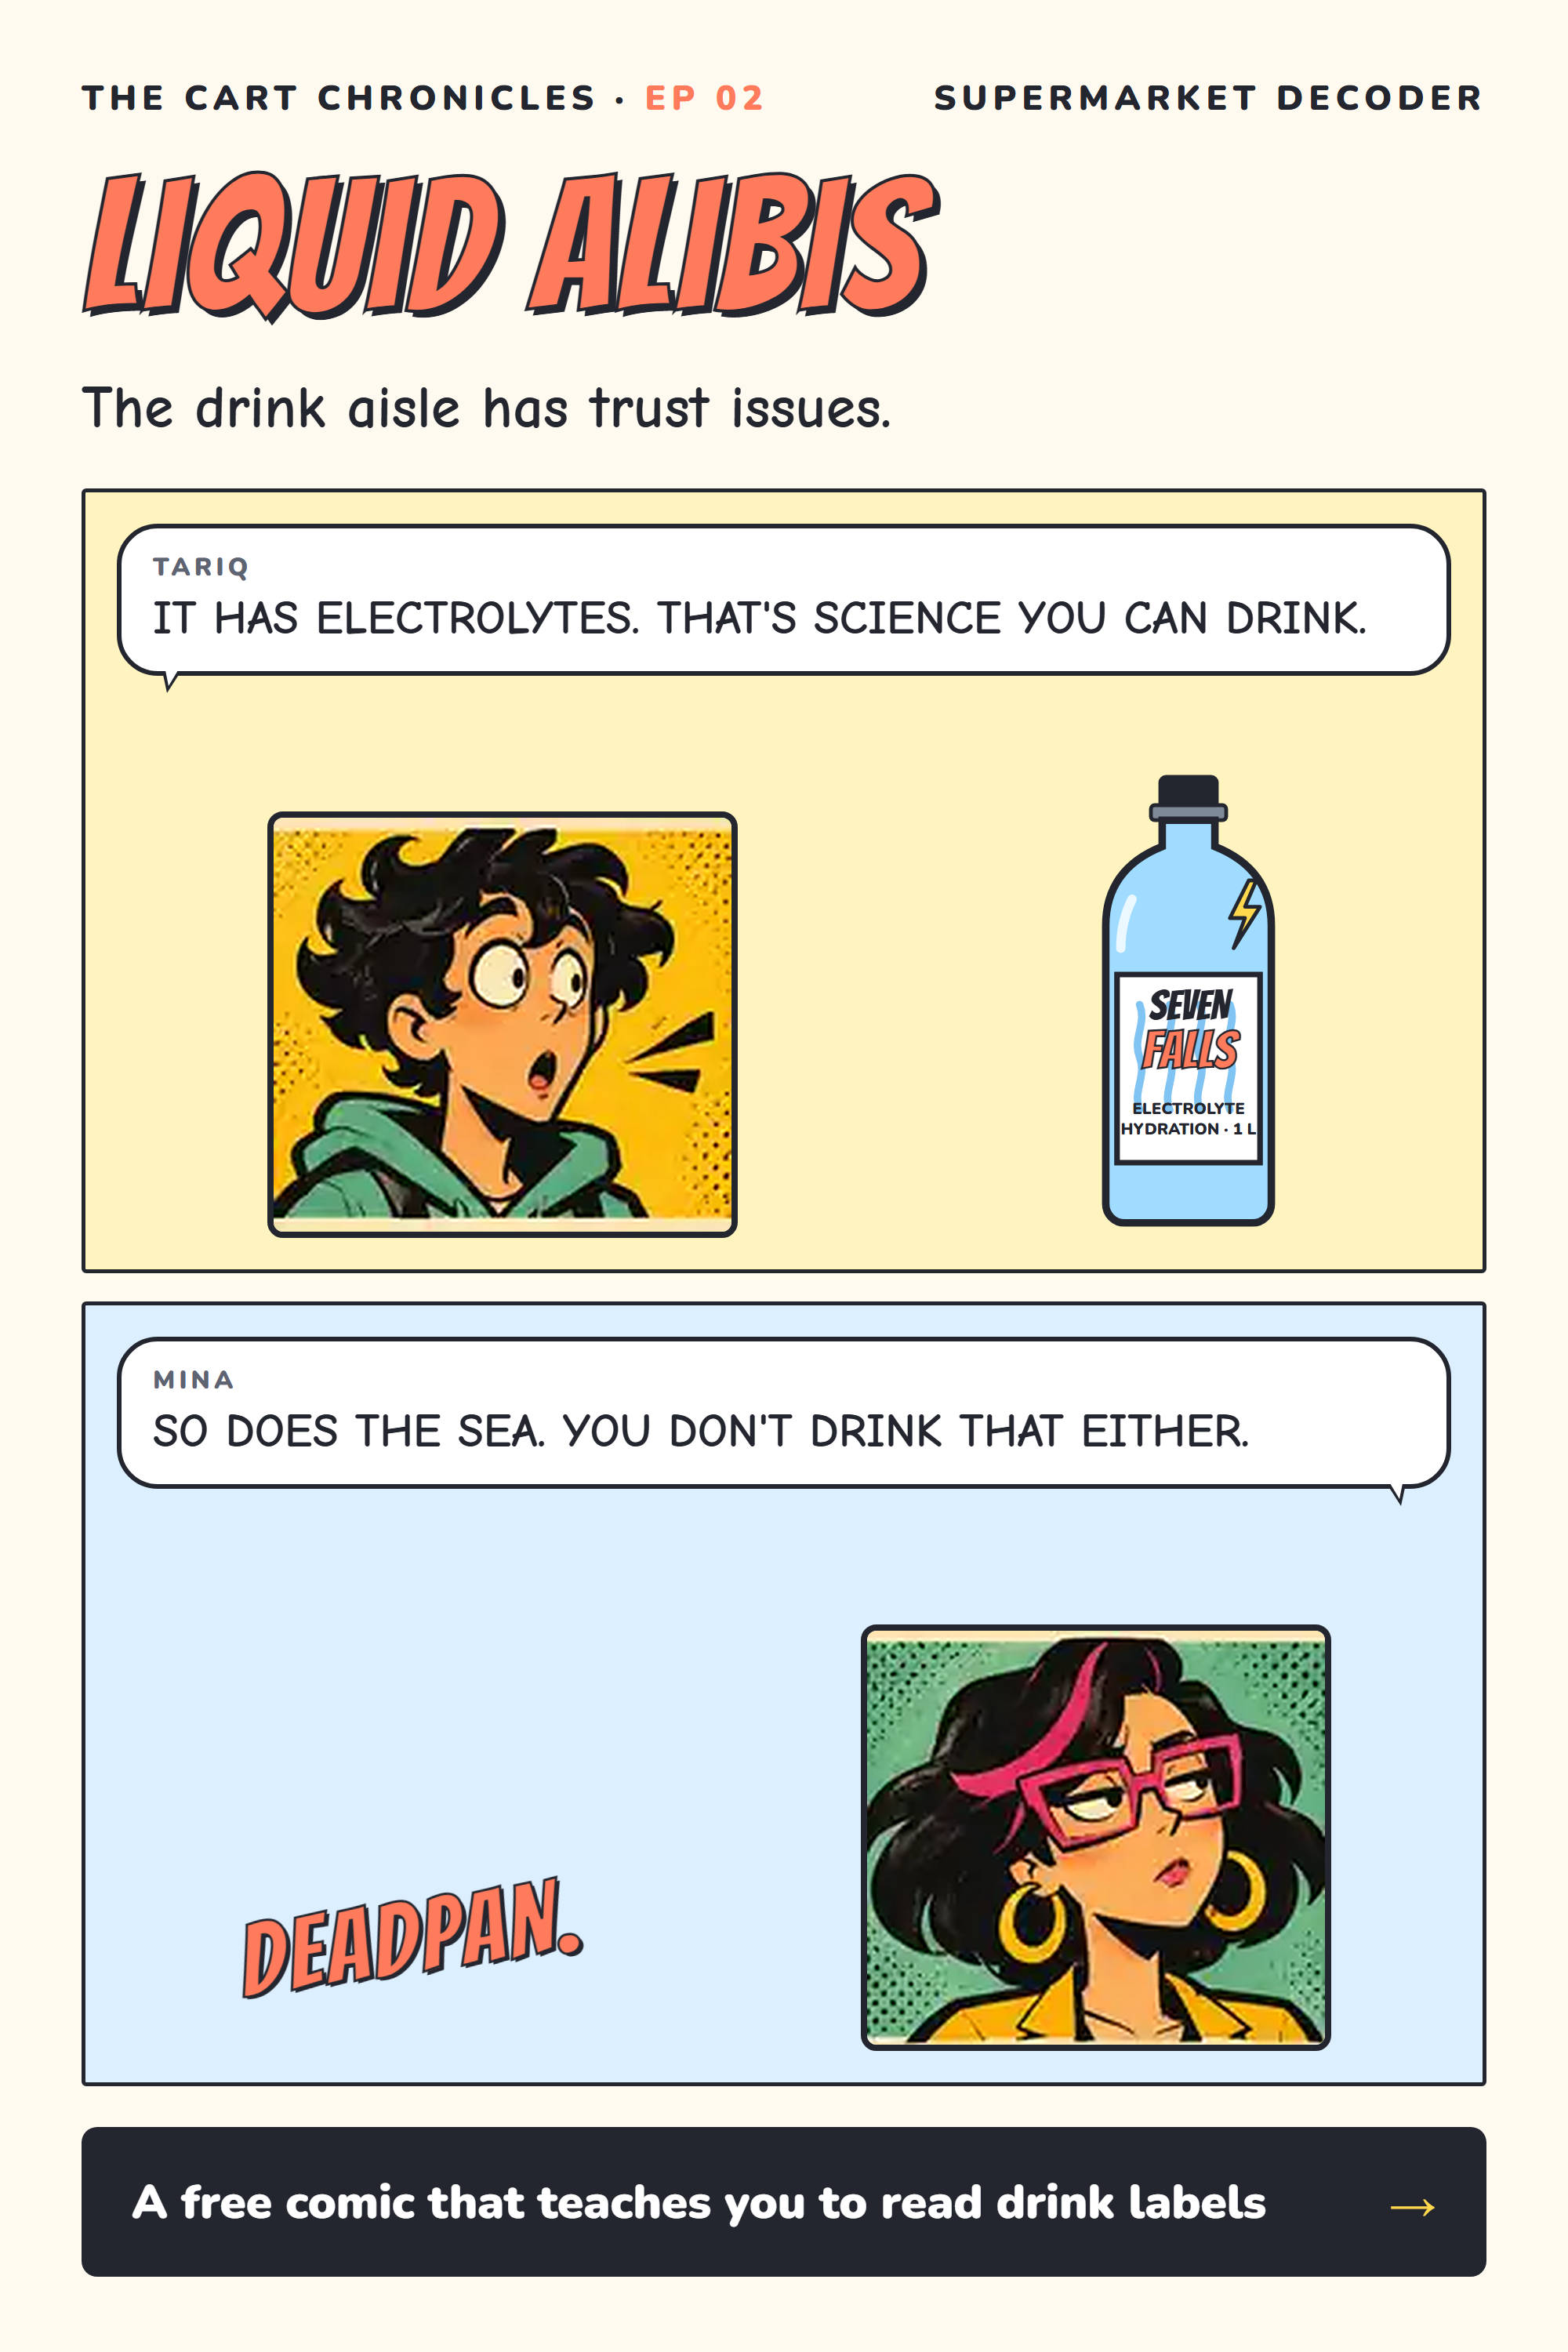 THE CART CHRONICLES · EP 02
SUPERMARKET DECODER
LIQUID ALIBIS
The drink aisle has trust issues.
TARIQ
IT HAS ELECTROLYTES. THAT'S SCIENCE YOU CAN DRINK.
SEVEN
FALLS
ELECTROLYTE
HYDRATION · 1 L
MINA
SO DOES THE SEA. YOU DON'T DRINK THAT EITHER.
DEADPAN.
A free comic that teaches you to read drink labels →